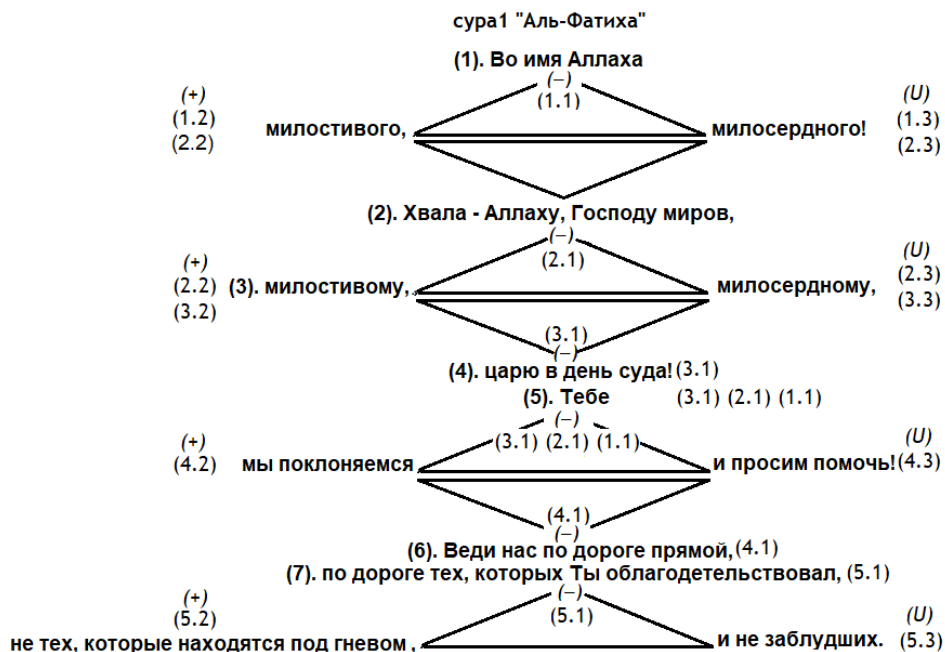 сура1 "Аль-Фатиха"
(1). Во имя Аллаха
(+) (–) (U)
(1.2) (1.1) (1.3)
милостивого, милосердного!
(2.2) (2.3)
(2). Хвала - Аллаху, Господу миров,
(+) (–) (U)
(2.2) (2.1) (2.3)
(3). милостивому, милосердному,
(3.2) (3.3)
(3.1)
(–)
(4). царю в день суда! (3.1)
(5). Тебе (3.1) (2.1) (1.1)
(+) (–) (U)
(3.1) (2.1) (1.1)
(4.2) мы поклоняемся и просим помочь! (4.3)
(4.1)
(–)
(6). Веди нас по дороге прямой, (4.1)
(7). по дороге тех, которых Ты облагодетельствовал, (5.1)
(+) (–) (U)
(5.2) (5.1)
не тех, которые находятся под гневом , и не заблудших. (5.3)